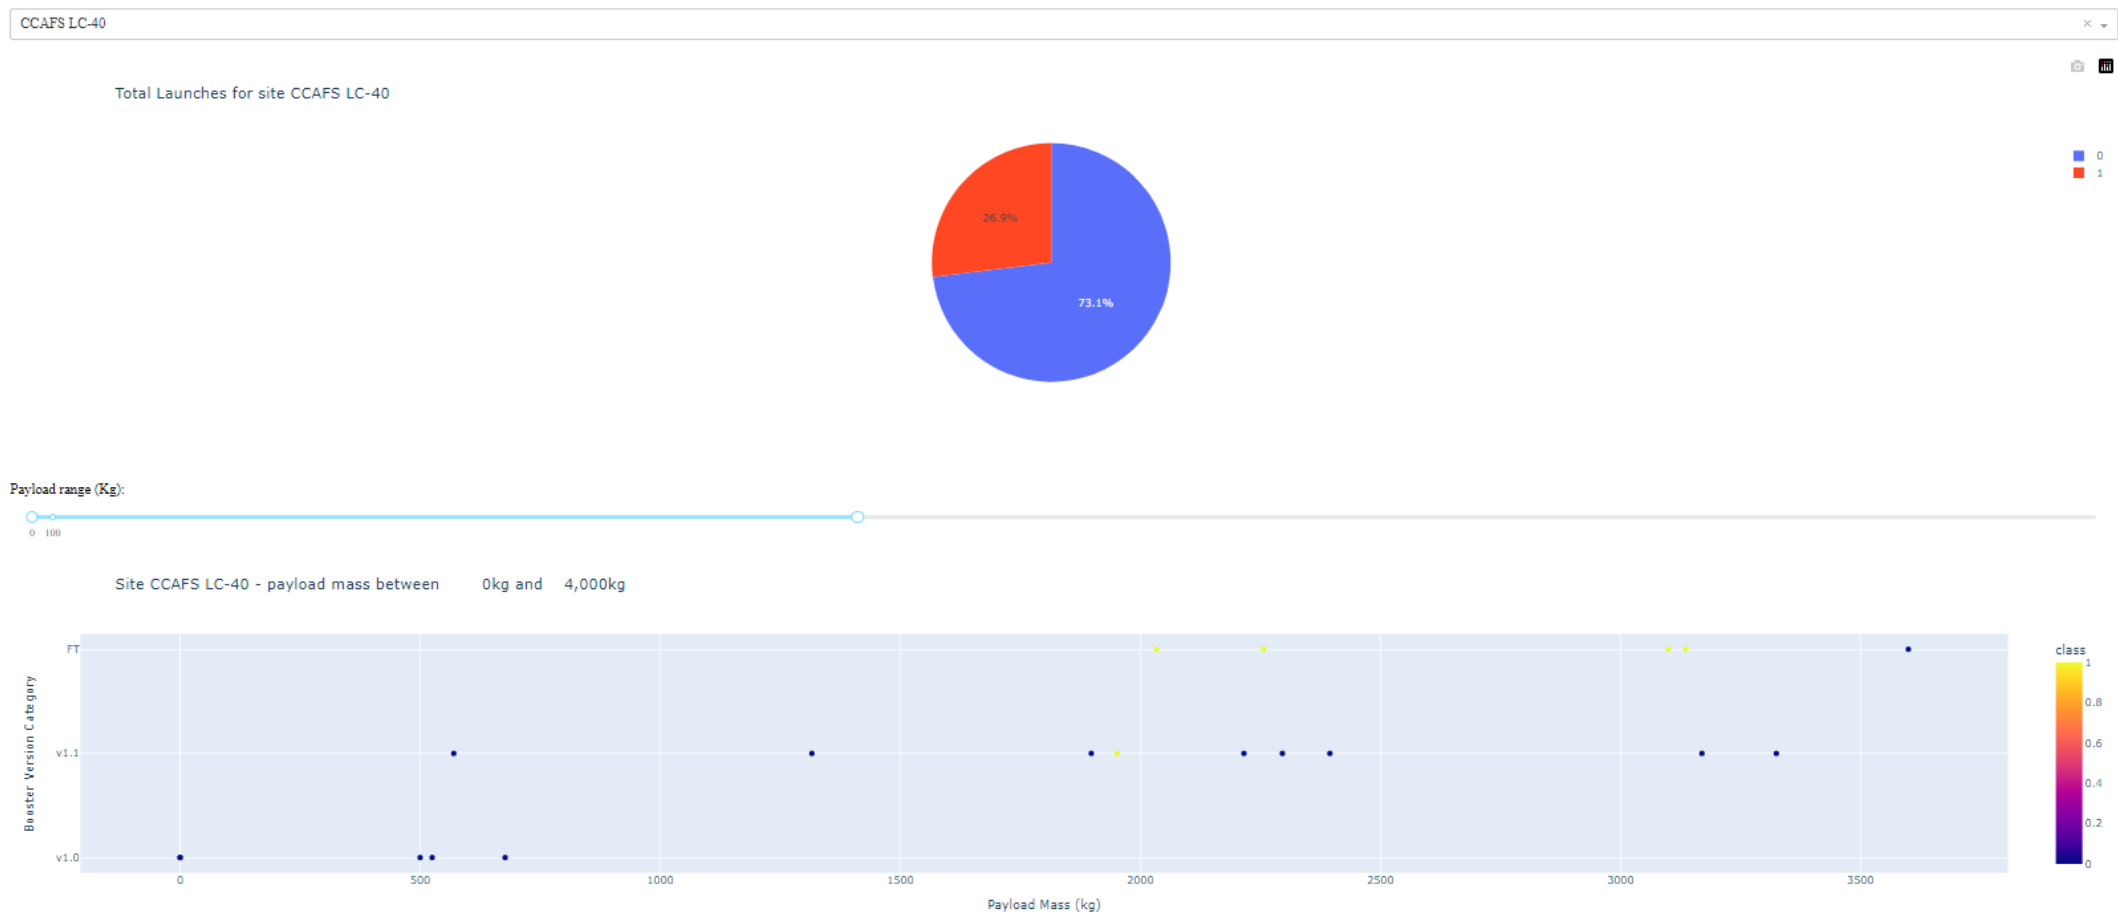 CCAFS LC-40 ×
Total Launches for site CCAFS LC-40
0
1
26.9%
73.1%
Payload range (Kg):
0 100
Site CCAFS LC-40 - payload mass between 0kg and 4,000kg
Booster Version Category
FT
v1.1
v1.0
0 500 1000 1500 2000 2500 3000 3500
Payload Mass (kg)
class
1
0.8
0.6
0.4
0.2
0